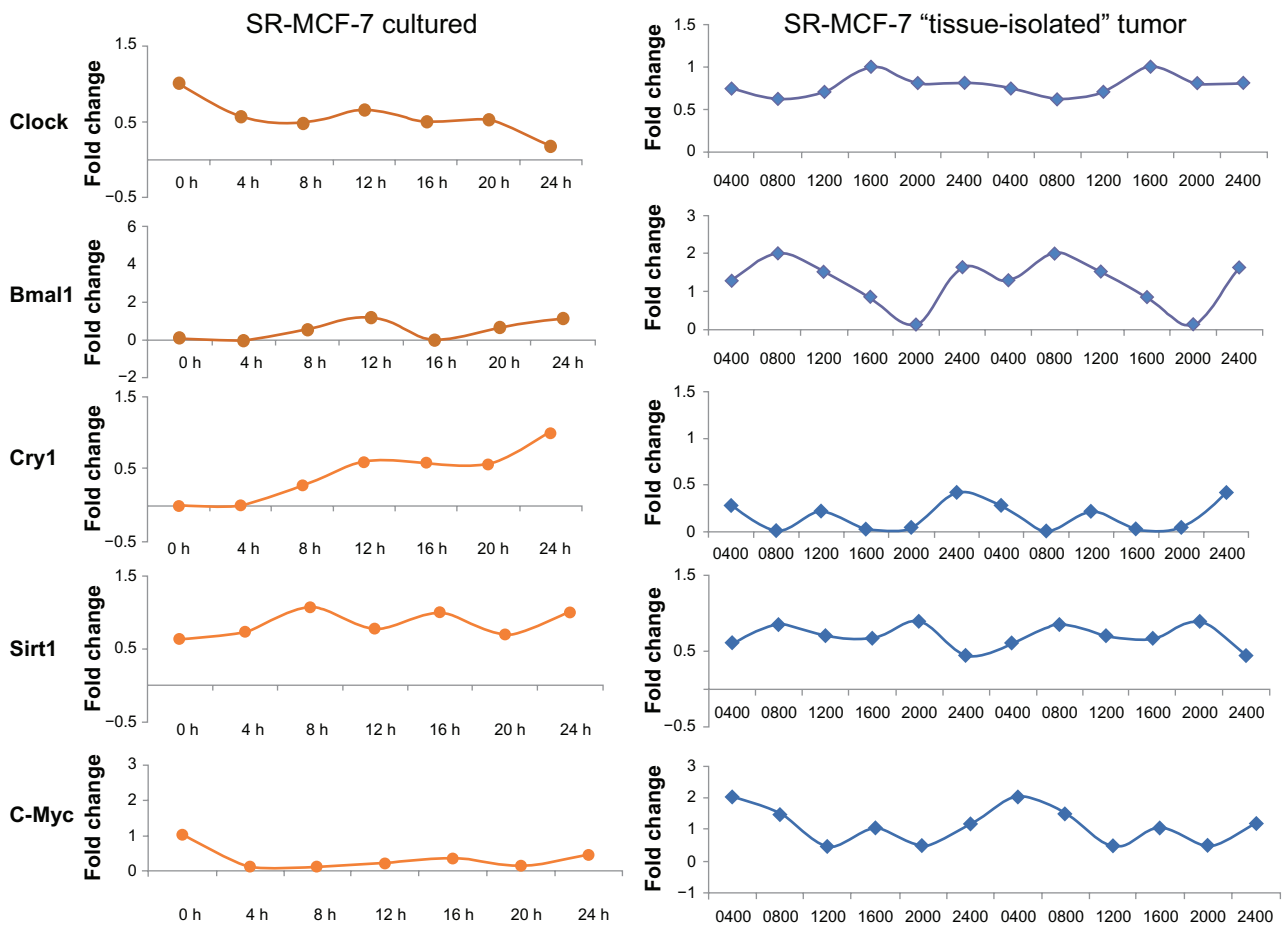 SR-MCF-7 cultured
SR-MCF-7 “tissue-isolated” tumor
Clock
Fold change
1.5
0.5
−0.5
0 h 4 h 8 h 12 h 16 h 20 h 24 h
Fold change
1.5
1
0.5
1
0400 0800 1200 1600 2000 2400 0400 0800 1200 1600 2000 2400
Bmal1
Fold change
6
4
2
0
−2
0 h 4 h 8 h 12 h 16 h 20 h 24 h
Fold change
3
2
1
0
0400 0800 1200 1600 2000 2400 0400 0800 1200 1600 2000 2400
Cry1
Fold change
1.5
0.5
−0.5
0 h 4 h 8 h 12 h 16 h 20 h 24 h
Fold change
1.5
1
0.5
0
0400 0800 1200 1600 2000 2400 0400 0800 1200 1600 2000 2400
Sirt1
Fold change
1.5
0.5
−0.5
0 h 4 h 8 h 12 h 16 h 20 h 24 h
Fold change
1.5
0.5
−0.5
0400 0800 1200 1600 2000 2400 0400 0800 1200 1600 2000 2400
C-Myc
Fold change
3
2
1
0
0 h 4 h 8 h 12 h 16 h 20 h 24 h
Fold change
3
2
1
0
−1
0400 0800 1200 1600 2000 2400 0400 0800 1200 1600 2000 2400